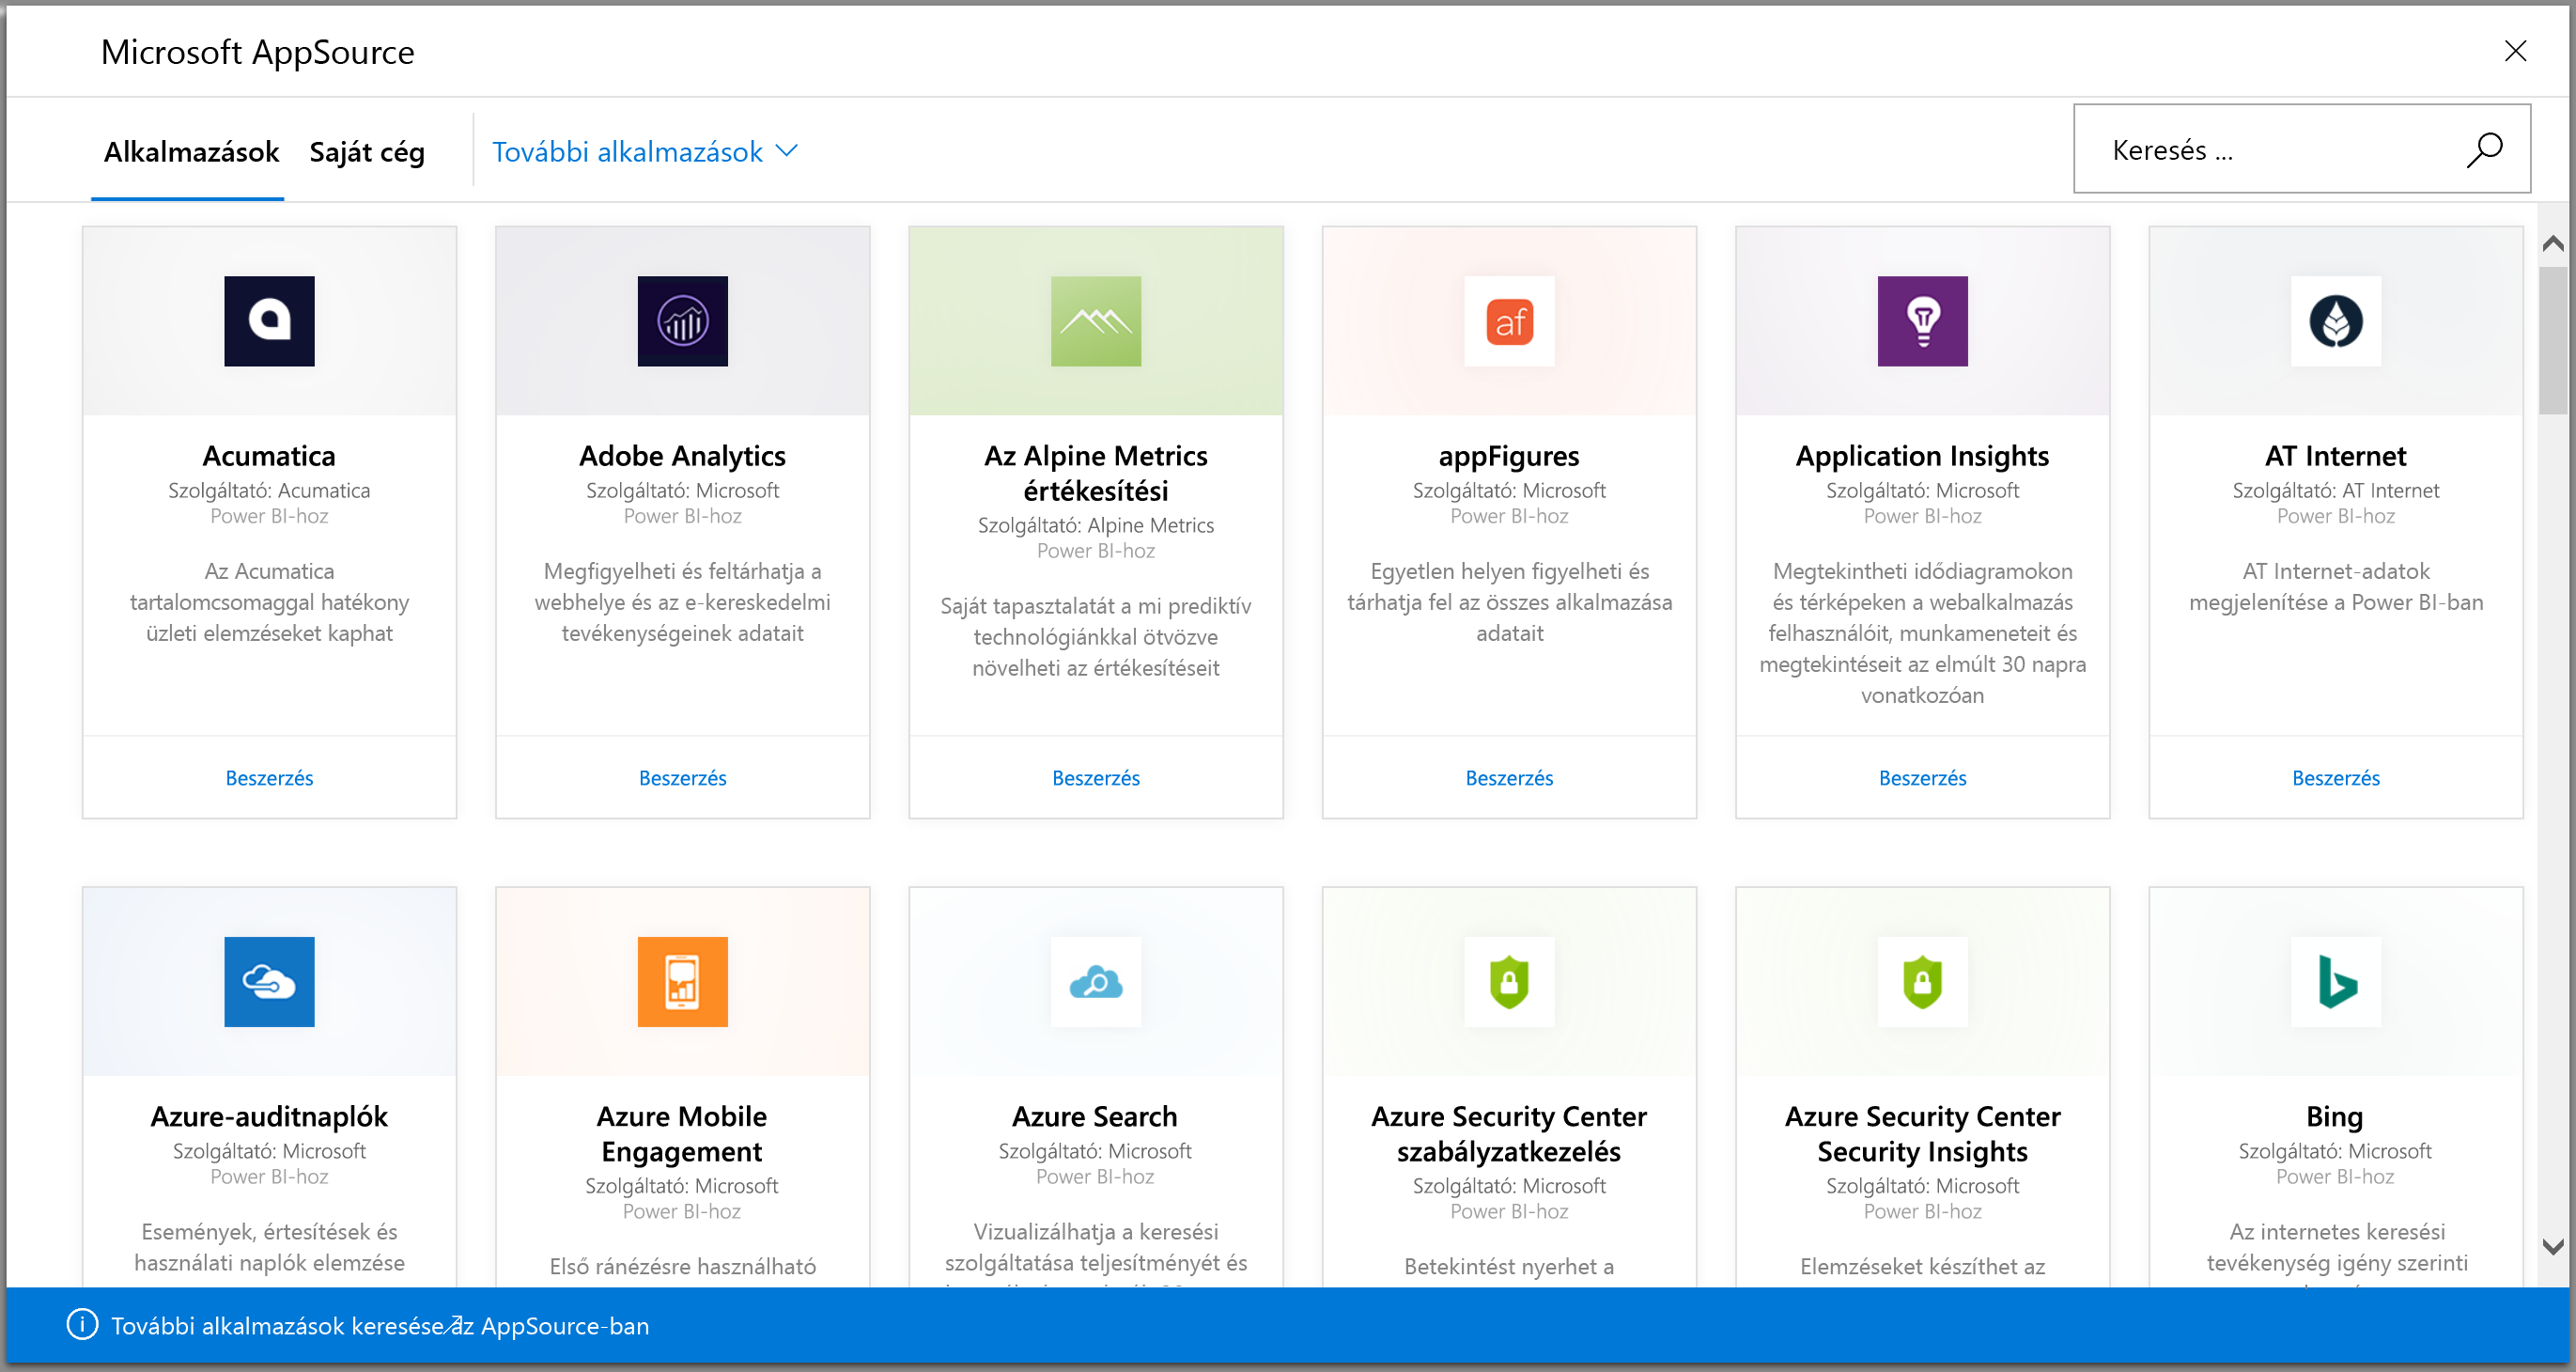 Microsoft AppSource
Alkalmazások Saját cég További alkalmazások
Keresés ...
af
Acumatica
Szolgáltató: Acumatica
Power BI-hoz
Az Acumatica
tartalomcsomaggal hatékony
üzleti elemzéseket kaphat
Beszerzés
Adobe Analytics
Szolgáltató: Microsoft
Power BI-hoz
Megfigyelheti és feltárhatja a
webhelye és az e-kereskedelmi
tevékenységeinek adatait
Beszerzés
Az Alpine Metrics
értékesítési
Szolgáltató: Alpine Metrics
Power BI-hoz
Saját tapasztalatát a mi prediktív
technológiánkkal ötvözve
növelheti az értékesítéseit
Beszerzés
appFigures
Szolgáltató: Microsoft
Power BI-hoz
Egyetlen helyen figyelheti és
tárhatja fel az összes alkalmazása
adatait
Beszerzés
Application Insights
Szolgáltató: Microsoft
Power BI-hoz
Megtekintheti idődiagramokon
és térképeken a webalkalmazás
felhasználóit, munkameneteit és
megtekintéseit az elmúlt 30 napra
vonatkozóan
Beszerzés
AT Internet
Szolgáltató: AT Internet
Power BI-hoz
AT Internet-adatok
megjelenítése a Power BI-ban
Beszerzés
Azure-auditnaplók
Szolgáltató: Microsoft
Power BI-hoz
Események, értesítések és
használati naplók elemzése
Azure Mobile
Engagement
Szolgáltató: Microsoft
Power BI-hoz
Első ránézésre használható
Azure Search
Szolgáltató: Microsoft
Power BI-hoz
Vizualizálhatja a keresési
szolgáltatása teljesítményét és
Azure Security Center
szabályzatkezelés
Szolgáltató: Microsoft
Power BI-hoz
Betekintést nyerhet a
Azure Security Center
Security Insights
Szolgáltató: Microsoft
Power BI-hoz
Elemzéseket készíthet az
Bing
Szolgáltató: Microsoft
Power BI-hoz
Az internetes keresési
tevékenység igény szerinti
További alkalmazások keresése az AppSource-ban